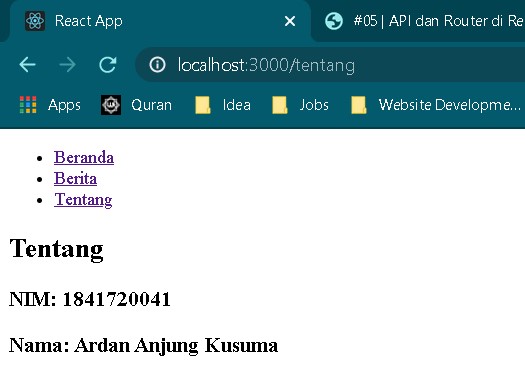 React App
#05 | API dan Router di Re
localhost:3000/tentang
Apps Quran Idea Jobs Website Developme...
Beranda
Berita
Tentang
Tentang
NIM: 1841720041
Nama: Ardan Anjung Kusuma